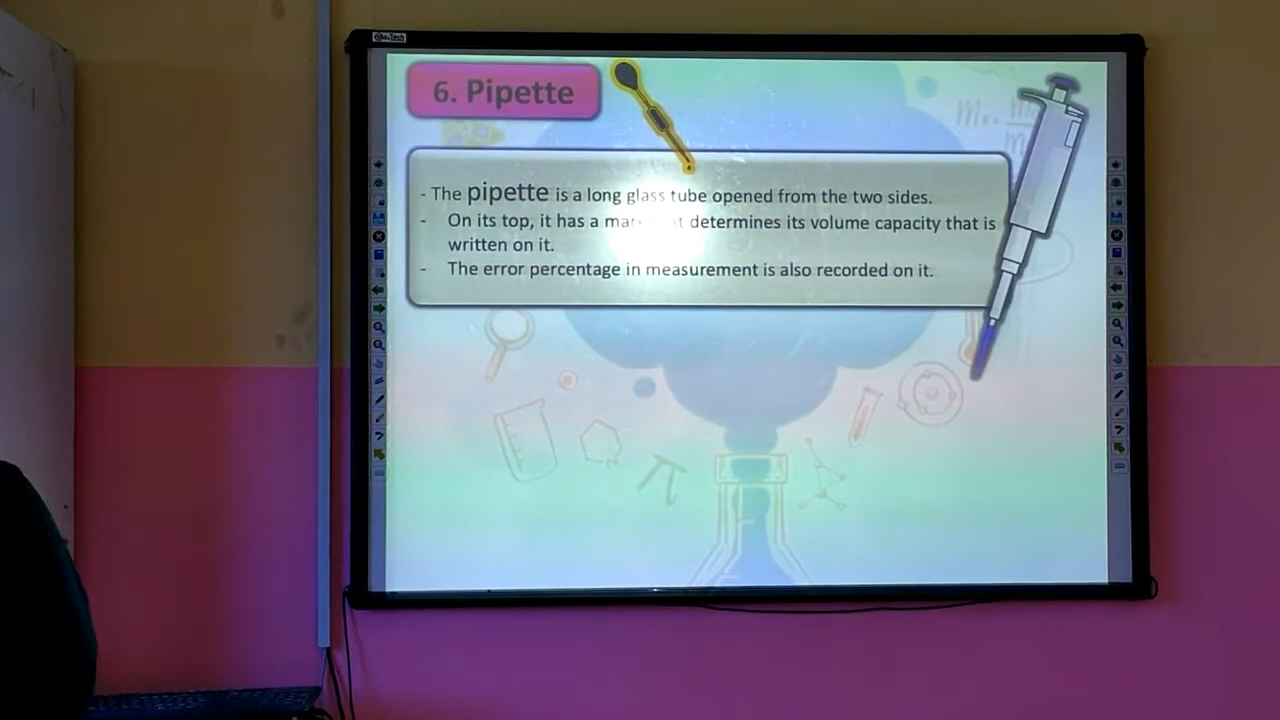 6. Pipette
- The pipette is a long glass tube opened from the two sides.
- On its top, it has a determines its volume capacity that is
written on it.
- The error percentage in measurement is also recorded on it.
π